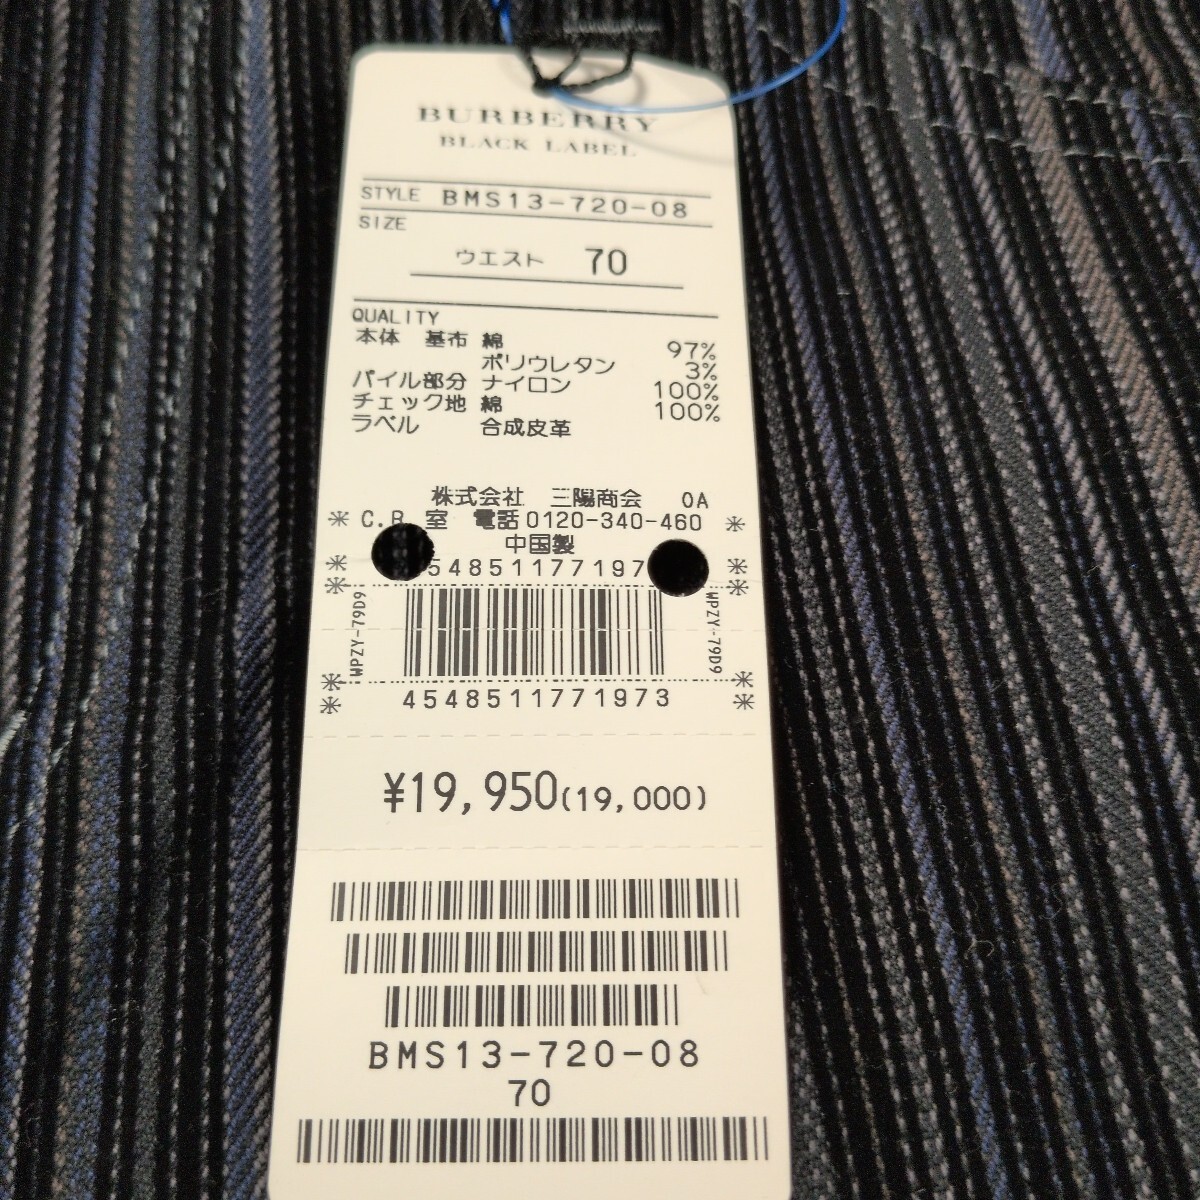 BURBERRY
BLACK LABEL
STYLE BMS13-720-08
SIZE
ウエスト 70
QUALITY
本体 基布 綿 97%
ポリウレタン 3%
パイル部分 ナイロン 100%
チェック地 綿 100%
ラベル 合成皮革
株式会社 三陽商会 0A
※ C.R 室 電話 0120-340-460 ※
中国製
※ 54851177197 ※
※ ※
WPZY-79D9
WPZY-79D9
※ ※
※ 4548511771973 ※
¥19,950(19,000)
BMS13-720-08
70